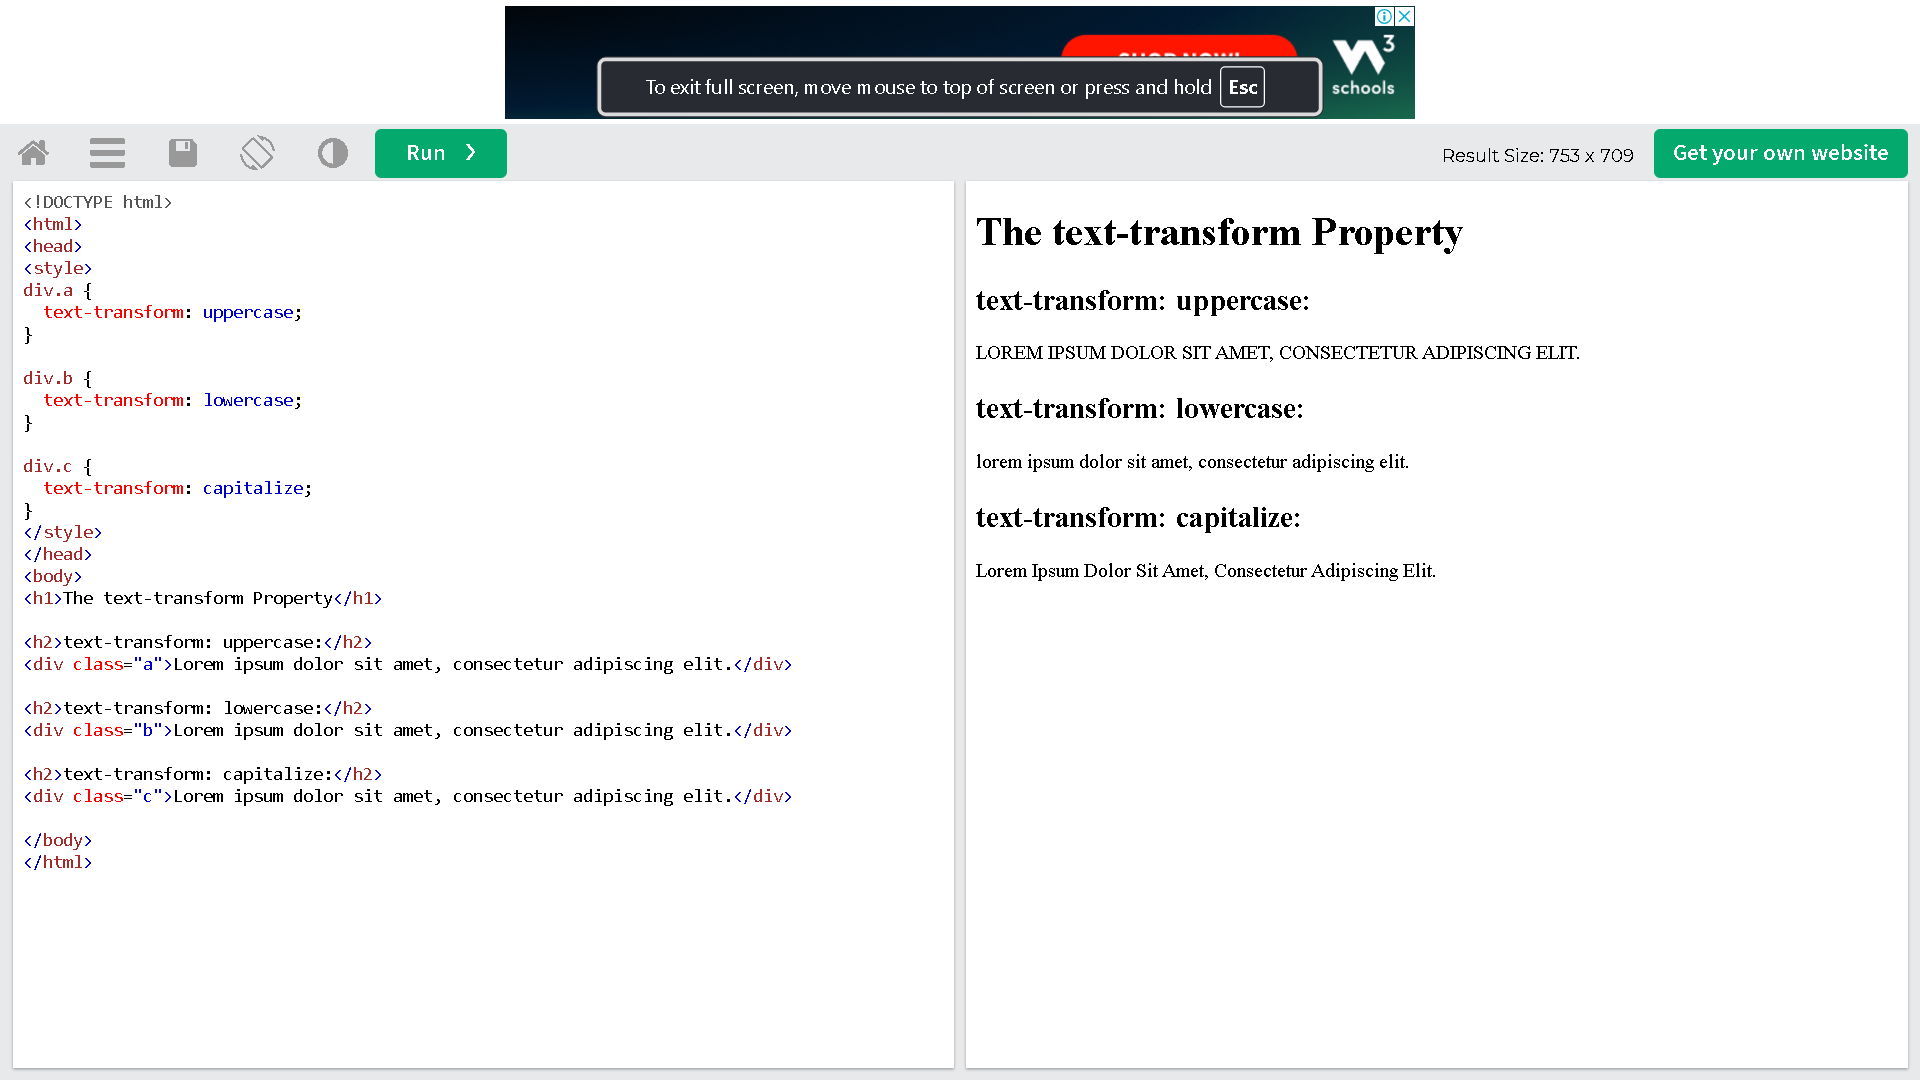 To exit full screen, move mouse to top of screen or press and hold Esc
3
schools
Run ❯
Result Size: 753 x 709
Get your own website
<!DOCTYPE html>
<html>
<head>
<style>
div.a {
  text-transform: uppercase;
}

div.b {
  text-transform: lowercase;
}

div.c {
  text-transform: capitalize;
}
</style>
</head>
<body>
<h1>The text-transform Property</h1>

<h2>text-transform: uppercase:</h2>
<div class="a">Lorem ipsum dolor sit amet, consectetur adipiscing elit.</div>

<h2>text-transform: lowercase:</h2>
<div class="b">Lorem ipsum dolor sit amet, consectetur adipiscing elit.</div>

<h2>text-transform: capitalize:</h2>
<div class="c">Lorem ipsum dolor sit amet, consectetur adipiscing elit.</div>

</body>
</html>
The text-transform Property
text-transform: uppercase:
LOREM IPSUM DOLOR SIT AMET, CONSECTETUR ADIPISCING ELIT.
text-transform: lowercase:
lorem ipsum dolor sit amet, consectetur adipiscing elit.
text-transform: capitalize:
Lorem Ipsum Dolor Sit Amet, Consectetur Adipiscing Elit.